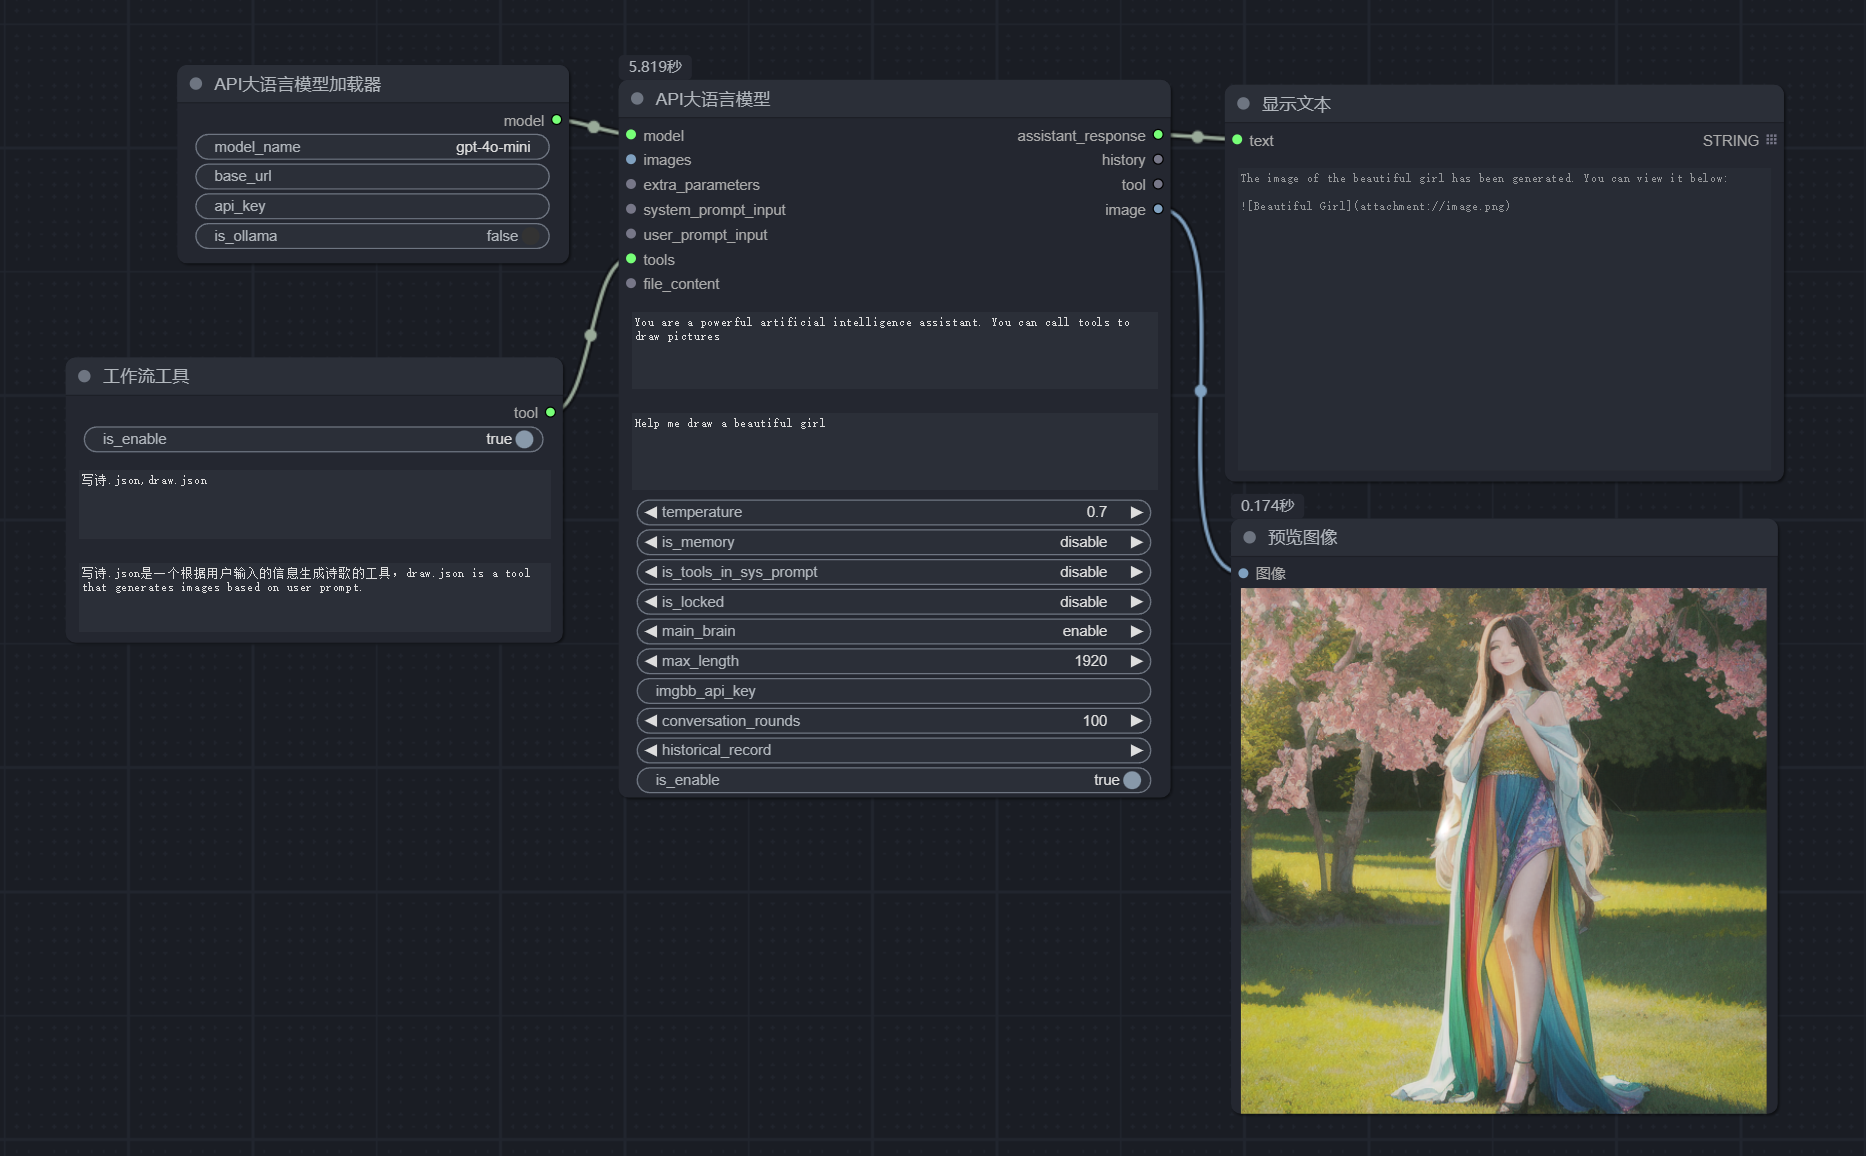 API大语言模型加载器
model
model_name gpt-4o-mini
base_url
api_key
is_ollama false
工作流工具
tool
is_enable true
写诗.json,draw.json
写诗.json是一个根据用户输入的信息生成诗歌的工具，draw.json is a tool
that generates images based on user prompt.
5.819秒
API大语言模型
model assistant_response
images history
extra_parameters tool
system_prompt_input image
user_prompt_input
tools
file_content
You are a powerful artificial intelligence assistant. You can call tools to
draw pictures
Help me draw a beautiful girl
temperature 0.7
is_memory disable
is_tools_in_sys_prompt disable
is_locked disable
main_brain enable
max_length 1920
imgbb_api_key
conversation_rounds 100
historical_record
is_enable true
显示文本
text STRING
The image of the beautiful girl has been generated. You can view it below:
![Beautiful Girl](attachment://image.png)
0.174秒
预览图像
图像